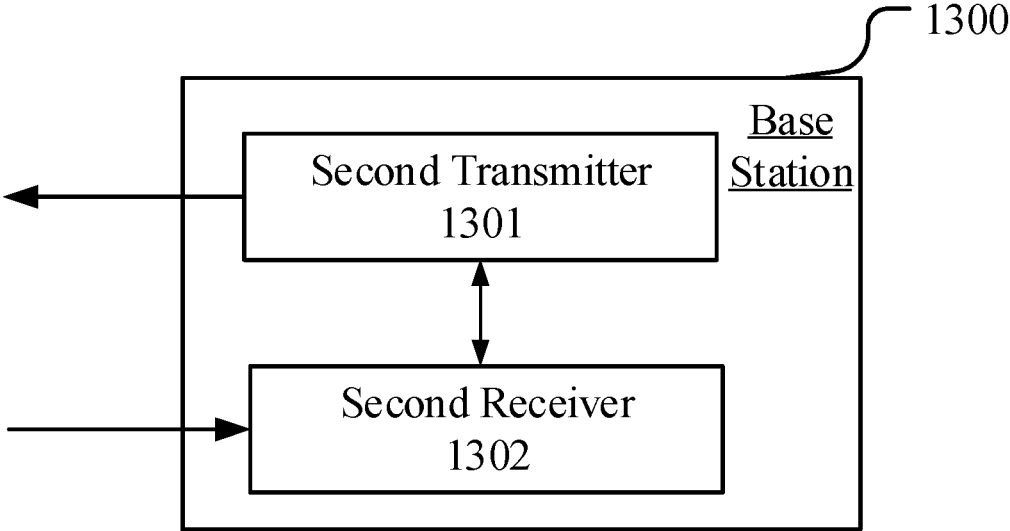 1300
Base
Station
Second Transmitter
1301
Second Receiver
1302